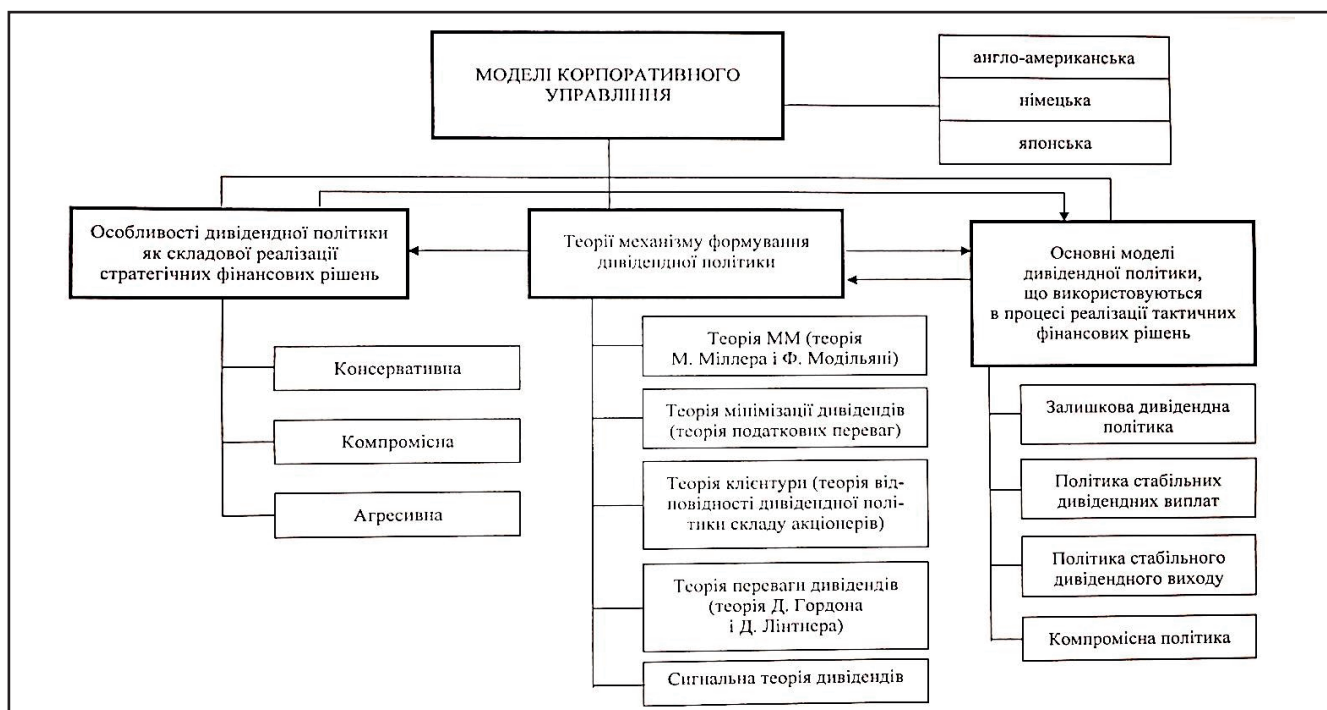 МОДЕЛІ КОРПОРАТИВНОГО
УПРАВЛІННЯ
англо-американська
німецька
японська
Особливості дивідендної політики
як складової реалізації
стратегічних фінансових рішень
Консервативна
Компромісна
Агресивна
Теорії механізму формування
дивідендної політики
Теорія ММ (теорія
М. Міллера і Ф. Модільяні)
Теорія мінімізації дивідендів
(теорія податкових переваг)
Теорія клієнтури (теорія від-
повідності дивідендної полі-
тики складу акціонерів)
Теорія переваги дивідендів
(теорія Д. Гордона
і Д. Лінтнера)
Сигнальна теорія дивідендів
Основні моделі
дивідендної політики,
що використовуються
в процесі реалізації тактичних
фінансових рішень
Залишкова дивідендна
політика
Політика стабільних
дивідендних виплат
Політика стабільного
дивідендного виходу
Компромісна політика